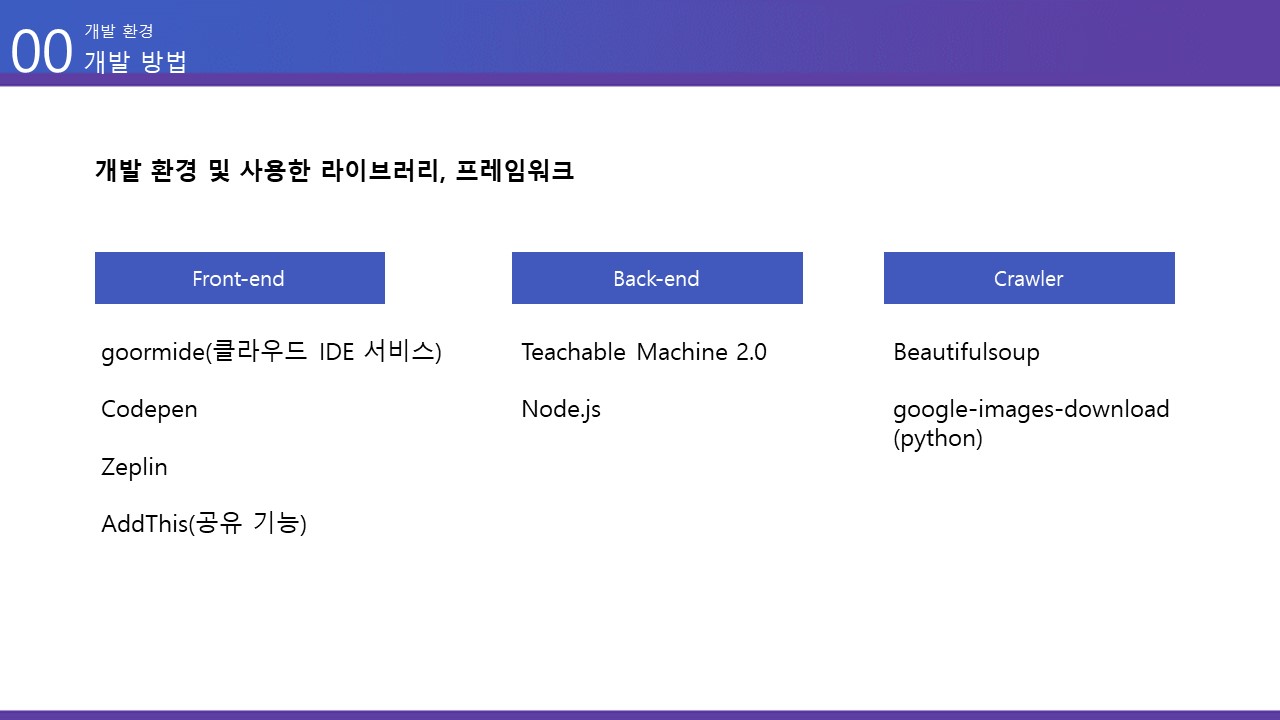 00
개발 환경
개발 방법
개발 환경 및 사용한 라이브러리, 프레임워크
Front-end
goormide(클라우드 IDE 서비스)
Codepen
Zeplin
AddThis(공유 기능)
Back-end
Teachable Machine 2.0
Node.js
Crawler
Beautifulsoup
google-images-download
(python)